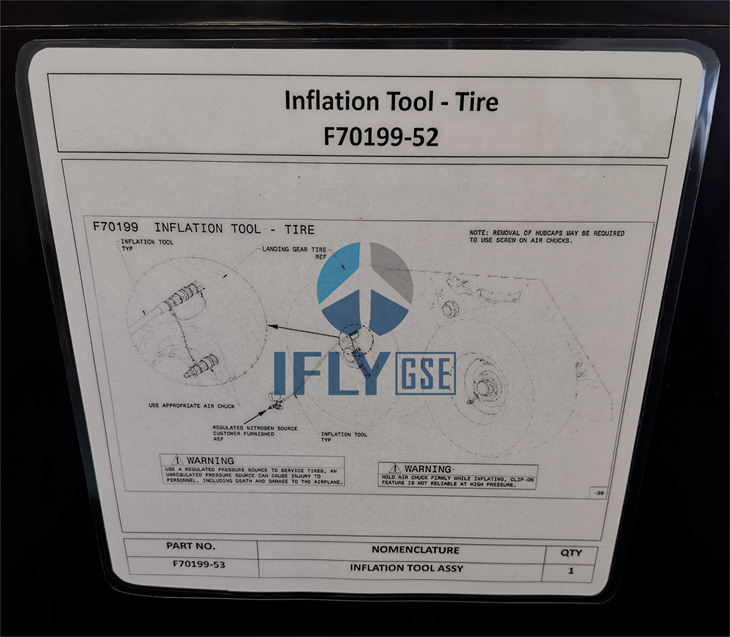 Inflation Tool - Tire
F70199-52
F70199 INFLATION TOOL - TIRE
NOTE: REMOVAL OF HUBCAPS MAY BE REQUIRED
TO USE SCREW ON AIR CHUCKS.
INFLATION TOOL
TYP
LANDING GEAR TIRE
REF
IFLY GSE
USE APPROPRIATE AIR CHUCK
REGULATED NITROGEN SOURCE
CUSTOMER FURNISHED
REF
INFLATION TOOL
TYP
WARNING
USE A REGULATED PRESSURE SOURCE TO SERVICE TIRES, AN
UNREGULATED PRESSURE SOURCE CAN CAUSE INJURY TO
PERSONNEL, INCLUDING DEATH AND DAMAGE TO THE AIRPLANE.
WARNING
HOLD AIR CHUCK FIRMLY WHILE INFLATING, CLIP-ON
FEATURE IS NOT RELIABLE AT HIGH PRESSURE.
-38
PART NO. NOMENCLATURE QTY
F70199-53 INFLATION TOOL ASSY 1